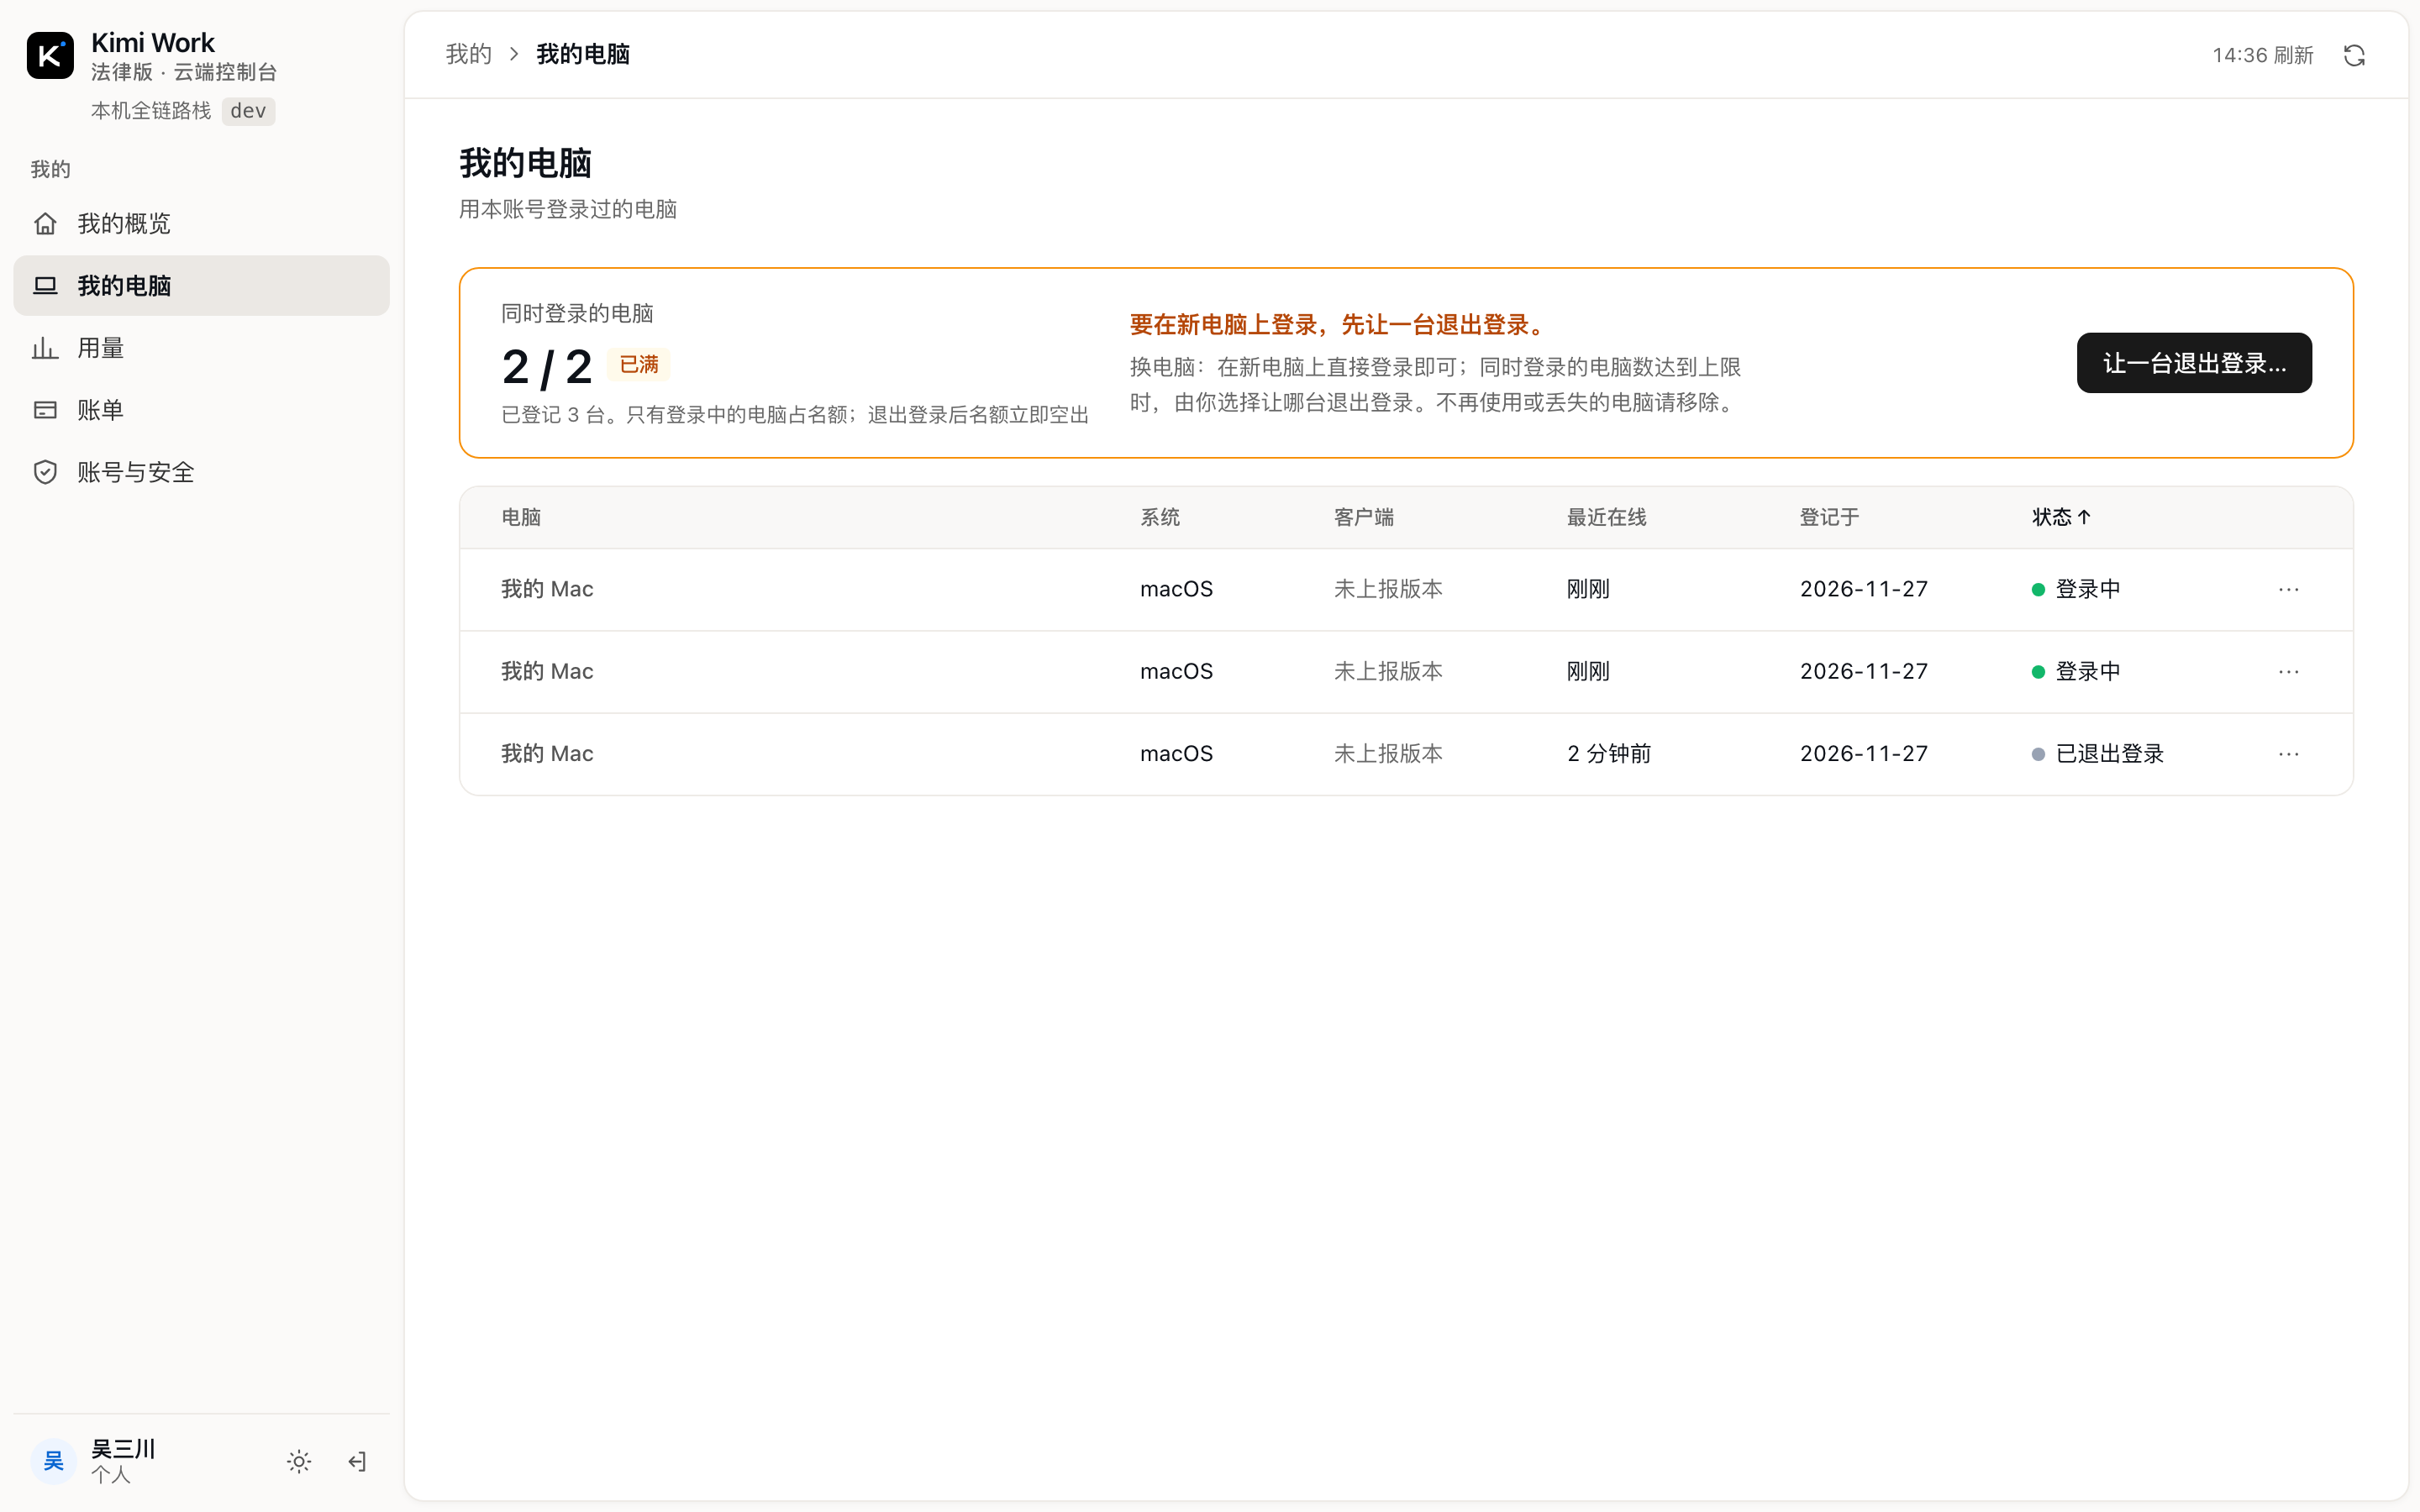 Kimi Work
法律版 · 云端控制台
本机全链路栈 dev
我的
我的概览
我的电脑
用量
账单
账号与安全
吴 吴三川
个人
我的 > 我的电脑
14:36 刷新
我的电脑
用本账号登录过的电脑
同时登录的电脑
2 / 2 已满
已登记 3 台。只有登录中的电脑占名额；退出登录后名额立即空出
要在新电脑上登录，先让一台退出登录。
换电脑：在新电脑上直接登录即可；同时登录的电脑数达到上限
时，由你选择让哪台退出登录。不再使用或丢失的电脑请移除。
让一台退出登录...
电脑 系统 客户端 最近在线 登记于 状态 ↑
我的 Mac macOS 未上报版本 刚刚 2026-11-27 登录中 ···
我的 Mac macOS 未上报版本 刚刚 2026-11-27 登录中 ···
我的 Mac macOS 未上报版本 2 分钟前 2026-11-27 已退出登录 ···